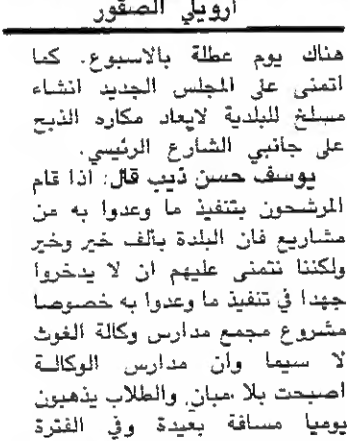 ارويلي الصقور
هناك يوم عطلة بالاسبوع. كما
اتمنى على المجلس الجديد انشاء
مسلخ للبلدية لابعاد مكاره الذبح
على جانبي الشارع الرئيسي.
يوسف حسن ذيب قال: اذا قام
المرشحون بتنفيذ ما وعدوا به من
مشاريع فان البلدة بألف خير وخير
ولكننا نتمنى عليهم ان لا يدخروا
جهدا في تنفيذ ما وعدوا به خصوصا
مشروع مجمع مدارس وكالة الغوث
لا سيما وان مدارس الوكالة
اصبحت بلا مبان. والطلاب يذهبون
يوميا مسافة بعيدة وفي الفترة